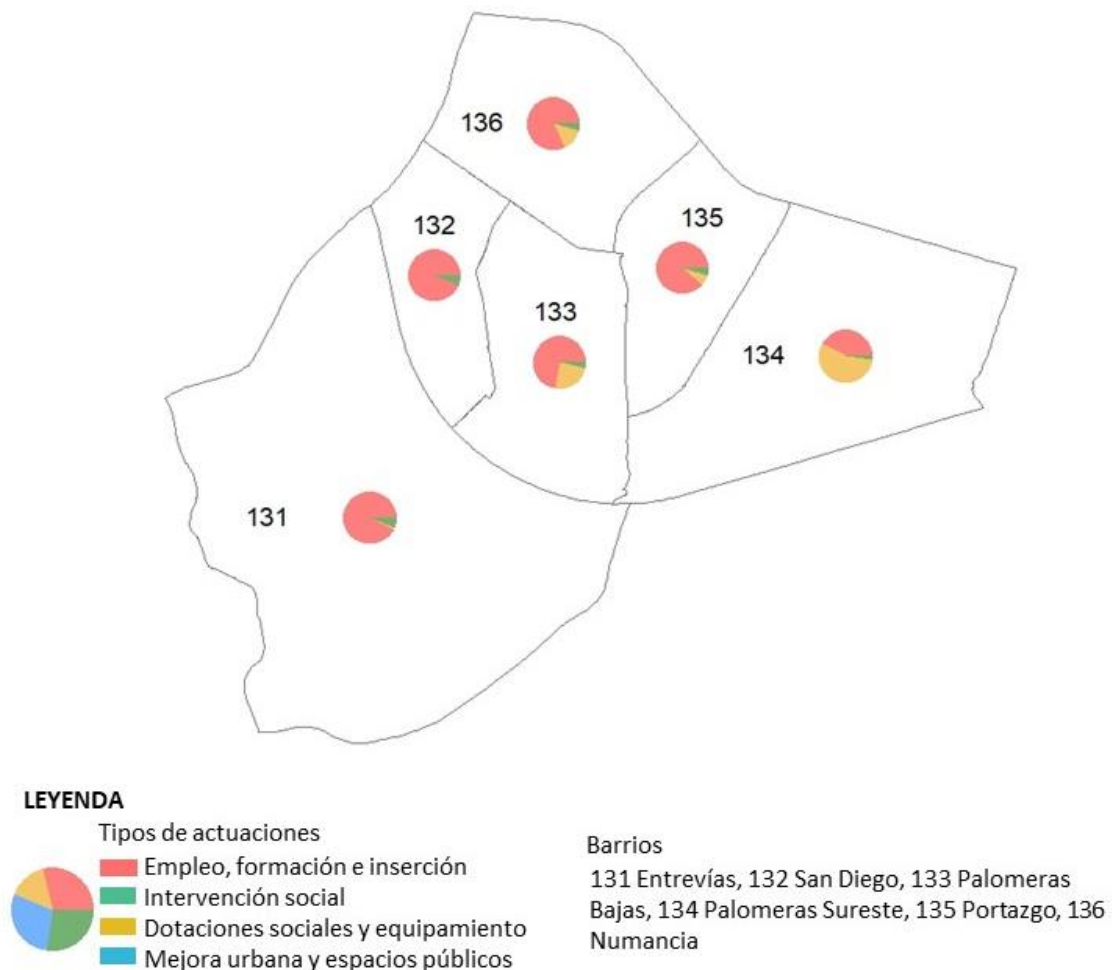 136
132
135
133
134
131
LEYENDA
Tipos de actuaciones
Empleo, formación e inserción
Intervención social
Dotaciones sociales y equipamiento
Mejora urbana y espacios públicos
Barrios
131 Entrevías, 132 San Diego, 133 Palomeras
Bajas, 134 Palomeras Sureste, 135 Portazgo, 136
Numancia